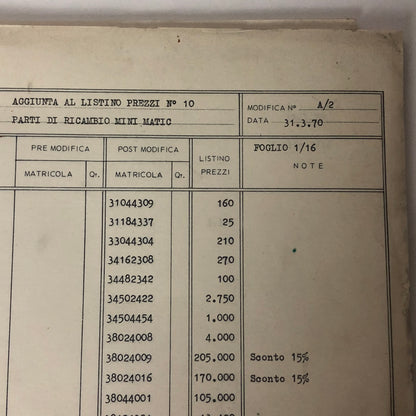 AGGIUNTA AL LISTINO PREZZI Nº 10
PARTI DI RICAMBIO MINI MATIC
MODIFICA Nº A/2
DATA 31.3.70
PRE MODIFICA POST MODIFICA LISTINO PREZZI FOGLIO 1/16
MATRICOLA Qt. MATRICOLA Qt. NOTE
31044309 160
31184337 25
33044304 210
34162308 270
34482342 100
34502422 2.750
34504454 1.000
38024008 4.000
38024009 205.000 Sconto 15%
38024016 170.000 Sconto 15%
38044001 105.000